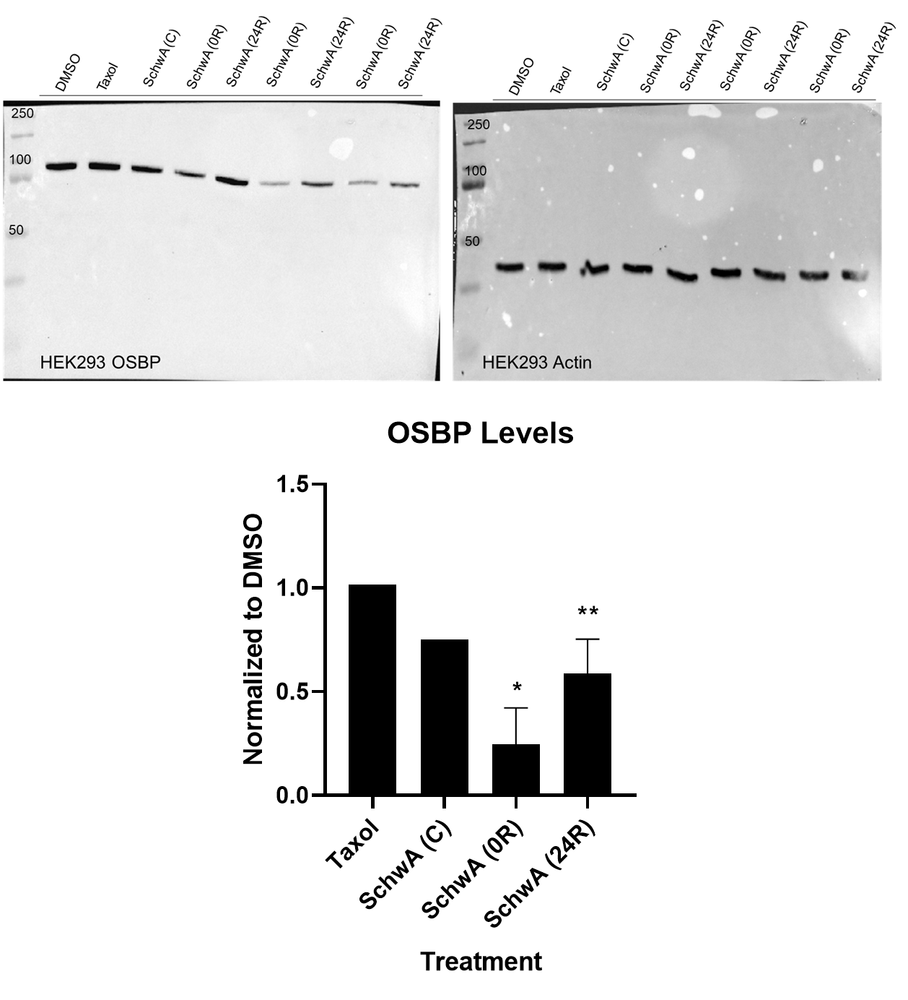 DMSO
Taxol
SchwA (C)
SchwA (0R)
SchwA (24R)
SchwA (0R)
SchwA (24R)
SchwA (0R)
SchwA (24R)
250
100
50
HEK293 OSBP
DMSO
Taxol
SchwA (C)
SchwA (0R)
SchwA (24R)
SchwA (0R)
SchwA (24R)
SchwA (0R)
SchwA (24R)
250
100
50
HEK293 Actin
OSBP Levels
Normalized to DMSO
1.5
1.0
0.5
0.0
*
**
Taxol
SchwA (C)
SchwA (0R)
SchwA (24R)
Treatment